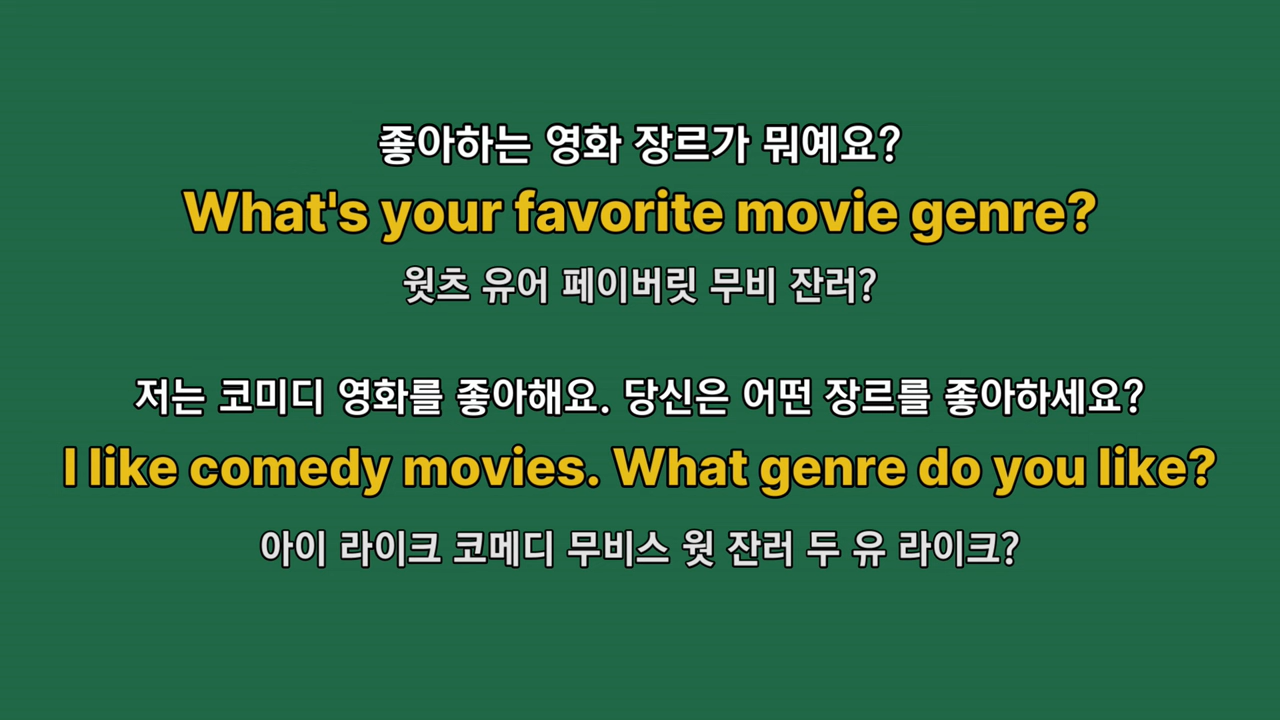 좋아하는 영화 장르가 뭐예요?
What's your favorite movie genre?
웟츠 유어 페이버릿 무비 잔러?
저는 코미디 영화를 좋아해요. 당신은 어떤 장르를 좋아하세요?
I like comedy movies. What genre do you like?
아이 라이크 코메디 무비스 웟 잔러 두 유 라이크?